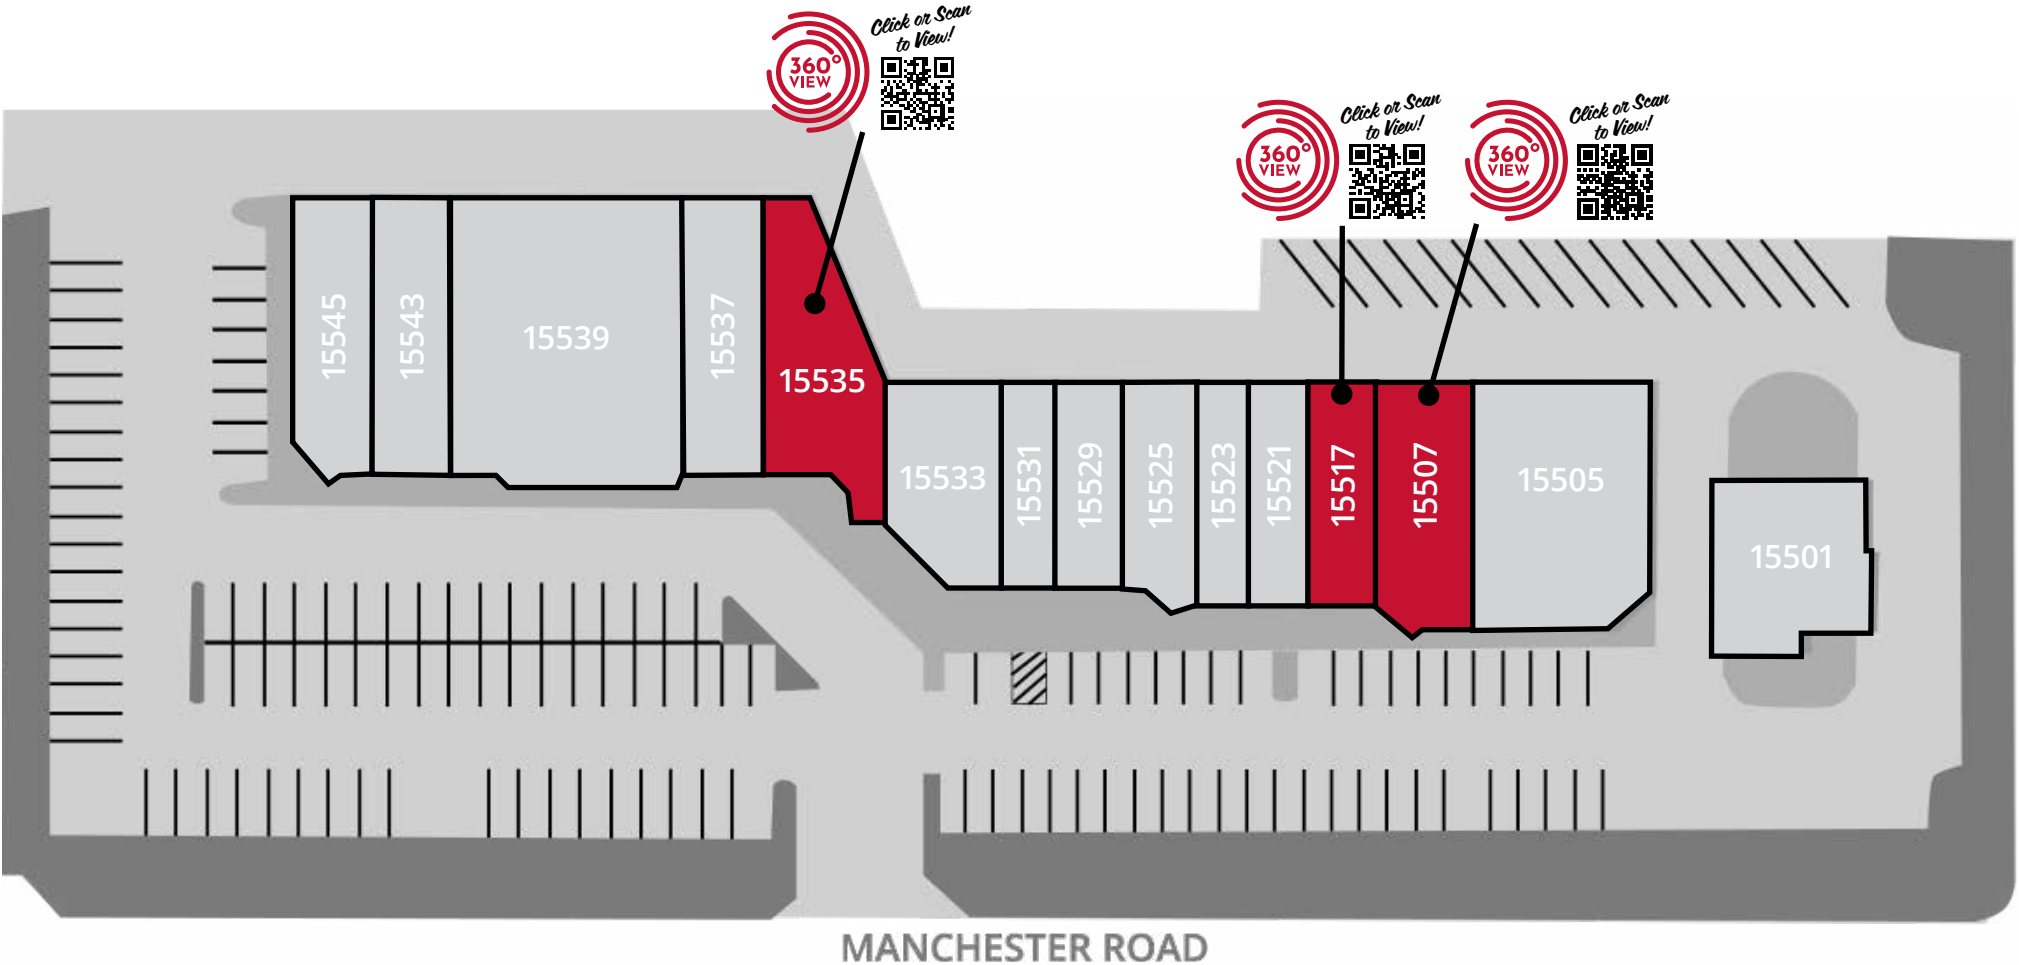 Click or Scan
to View!
360°
VIEW
Click or Scan
to View!
360°
VIEW
Click or Scan
to View!
360°
VIEW
15545
15543
15539
15537
15535
15533
15531
15529
15525
15523
15521
15517
15507
15505
15501
MANCHESTER ROAD